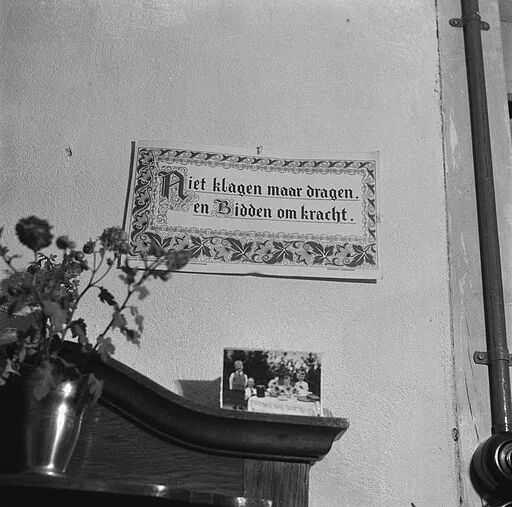 Niet klagen maar dragen.
en Bidden om kracht.